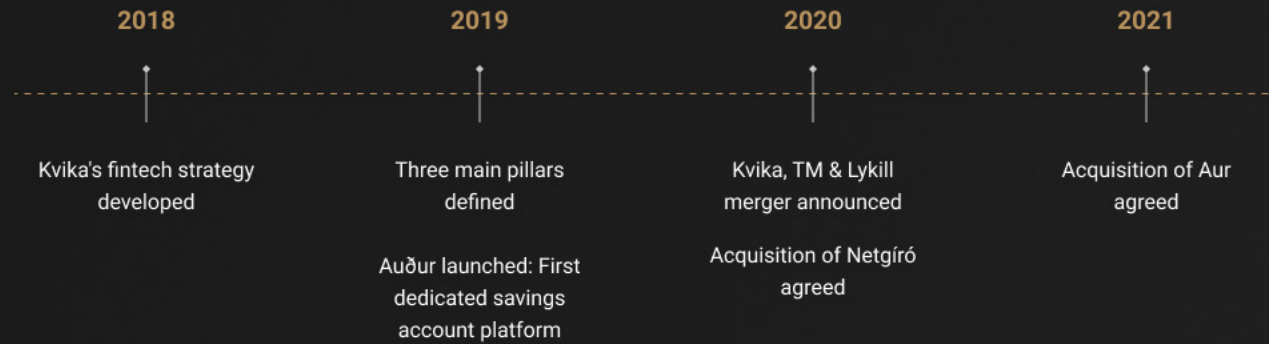 2018
Kvika's fintech strategy
developed
2019
Three main pillars
defined
Auður launched: First
dedicated savings
account platform
2020
Kvika, TM & Lykill
merger announced
Acquisition of Netgíró
agreed
2021
Acquisition of Aur
agreed